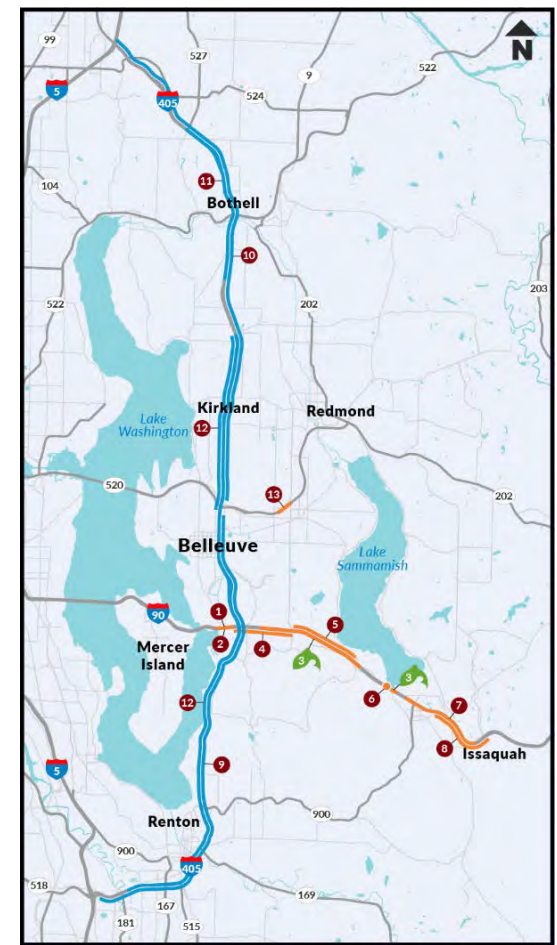 N
99
527
9
522
5
405
524
104
11
Bothell
10
203
522
202
Kirkland
Redmond
Lake
Washington
12
520
13
202
Belleuve
Lake
Sammamish
90
1
5
2
4
Mercer
Island
3
3
6
7
12
8
Issaquah
5
9
Renton
900
900
405
518
169
167
181
515